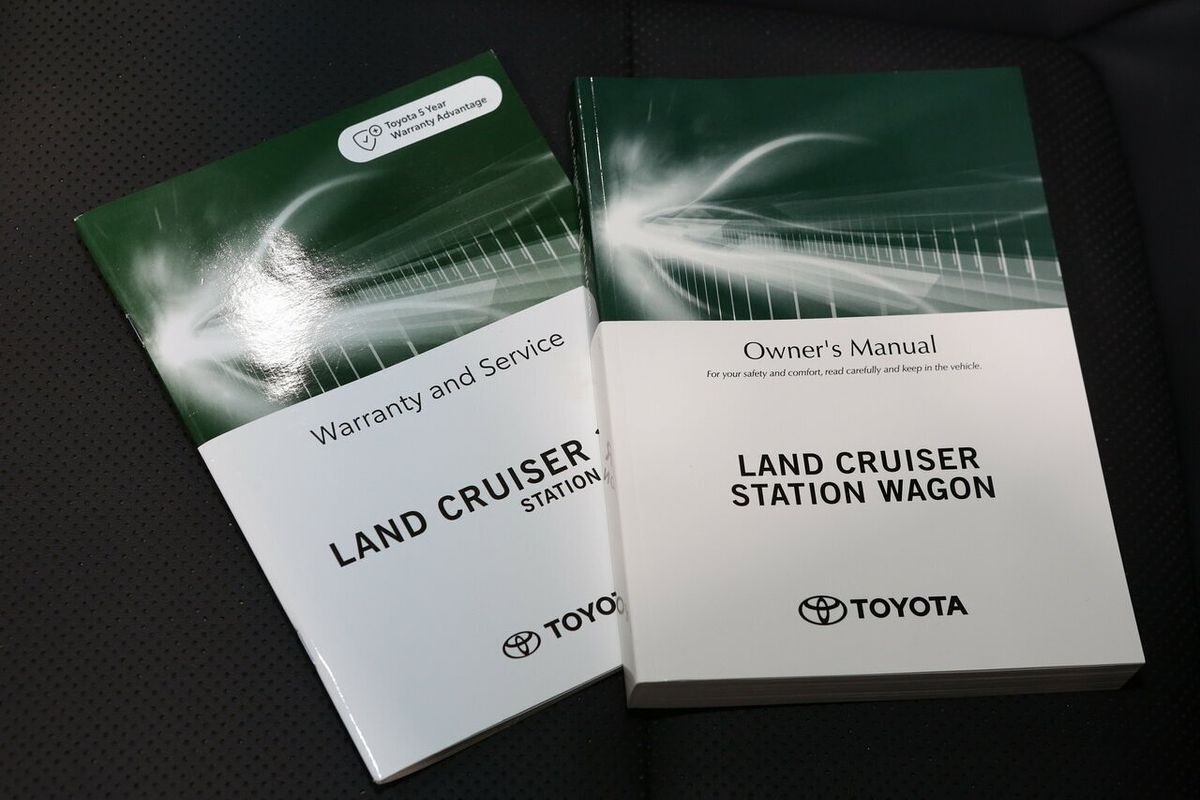 Toyota 5 Year
Warranty Advantage
Warranty and Service
LAND CRUISER
STATION
TOYO
Owner's Manual
For your safety and comfort, read carefully and keep in the vehicle.
LAND CRUISER
STATION WAGON
TOYOTA